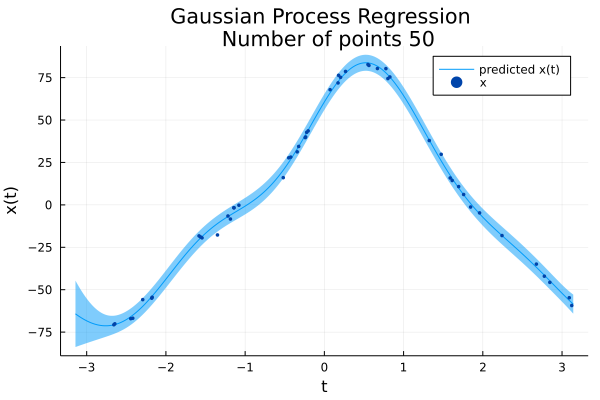 Gaussian Process Regression
Number of points 50
predicted x(t)
x
75
50
25
0
−25
−50
−75
x(t)
−3
−2
−1
0
1
2
3
t